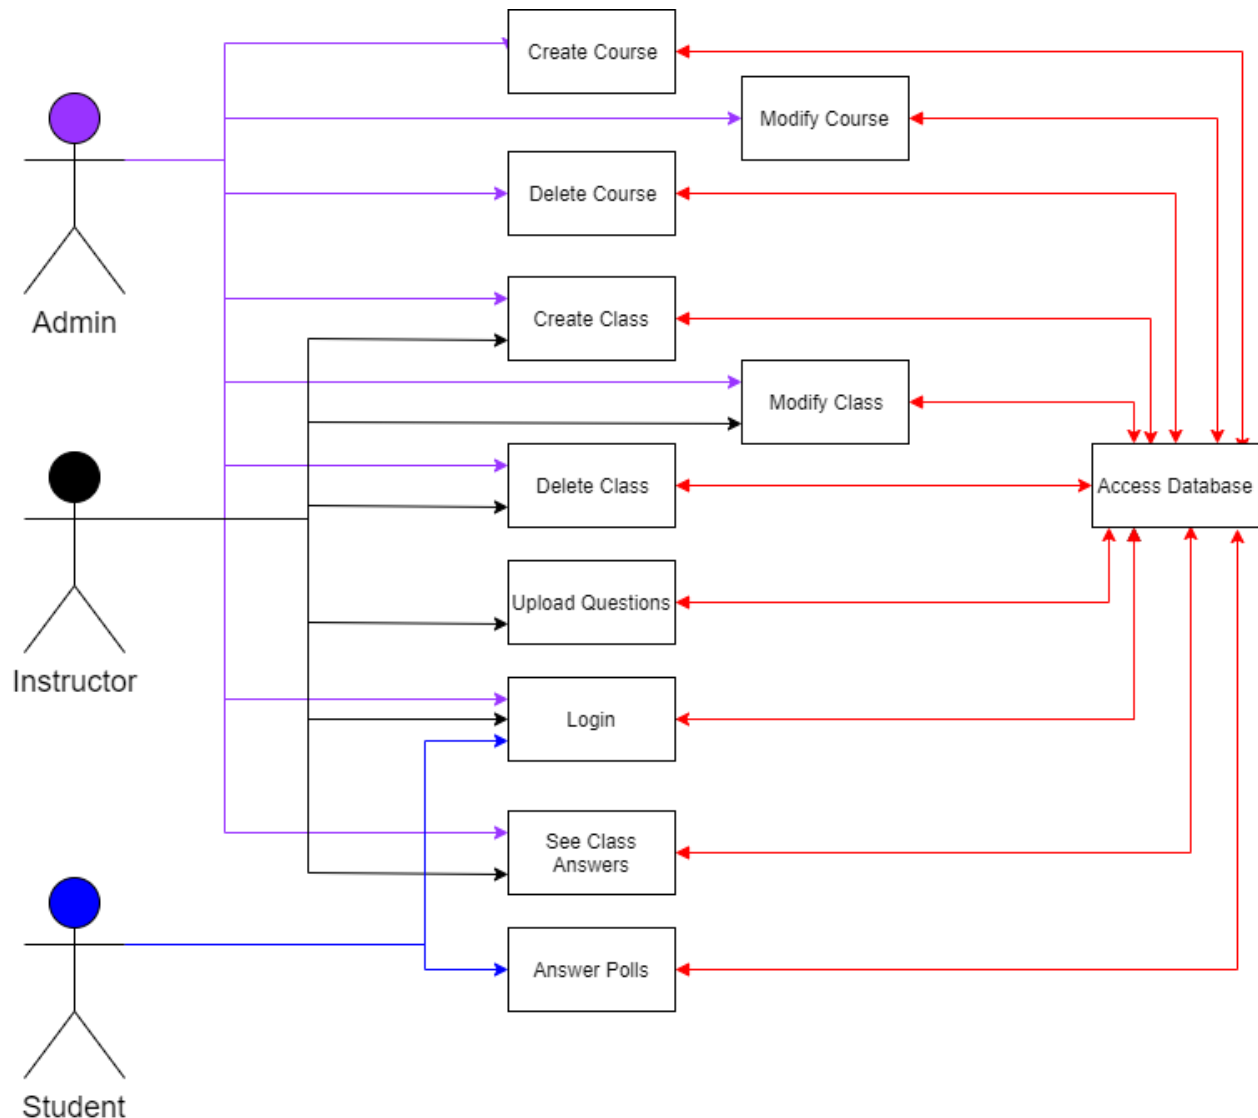 Create Course
Modify Course
Delete Course
Admin
Create Class
Modify Class
Delete Class
Access Database
Upload Questions
Instructor
Login
See Class
Answers
Answer Polls
Student